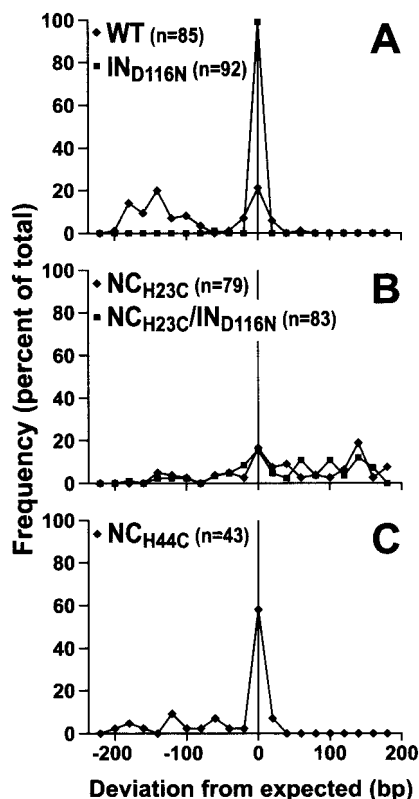 100
80
60
40
20
0
WT (n=85)
IND116N (n=92)
A
100
80
60
40
20
0
NCH23C (n=79)
NCH23C/IND116N (n=83)
B
100
80
60
40
20
0
NCH44C (n=43)
C
Frequency (percent of total)
-200 -100 0 100 200
Deviation from expected (bp)